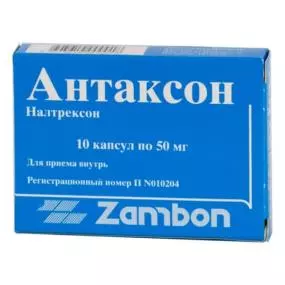 Антаксон
Налтрексон
10 капсул по 50 мг
Для приема внутрь
Регистрационный номер П N010204
Zambon